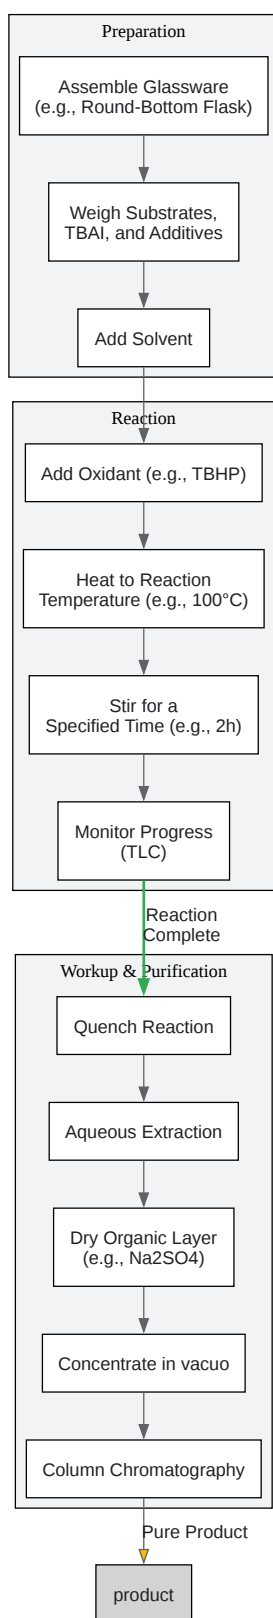 Preparation
Assemble Glassware
(e.g., Round-Bottom Flask)
Weigh Substrates,
TBAI, and Additives
Add Solvent
Reaction
Add Oxidant (e.g., TBHP)
Heat to Reaction
Temperature (e.g., 100°C)
Stir for a
Specified Time (e.g., 2h)
Monitor Progress
(TLC)
Reaction
Complete
Workup & Purification
Quench Reaction
Aqueous Extraction
Dry Organic Layer
(e.g., Na2SO4)
Concentrate in vacuo
Column Chromatography
Pure Product
product